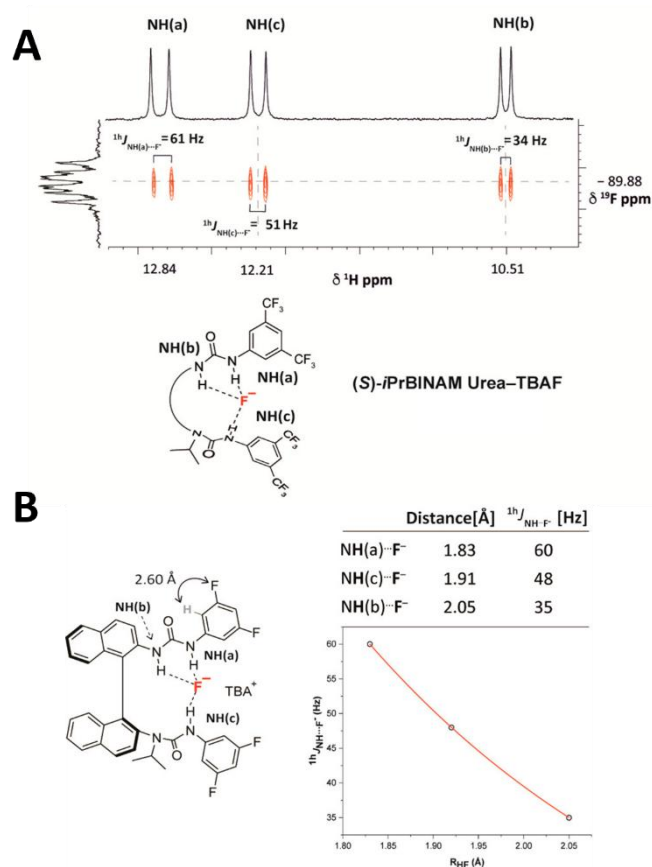 A
NH(a) NH(c) NH(b)
1hJNH(a)···F- = 61 Hz
1hJNH(b)···F- = 34 Hz
1hJNH(c)···F- = 51 Hz
– 89.88
δ 19F ppm
12.84 12.21 10.51
δ 1H ppm
CF3
O
NH(b)
CF3
N N
H H
NH(a)
F–
H NH(c)
N N
O
CF3
CF3
(S)-iPrBINAM Urea–TBAF
B
Distance[Å] 1hJNH···F- [Hz]
NH(a)···F– 1.83 60
NH(c)···F– 1.91 48
NH(b)···F– 2.05 35
2.60 Å
F
H
NH(b)
O
F
N N
H H
NH(a)
F– TBA+
H
NH(c)
N N
O
F
F
1hJNH···F- (Hz)
60
55
50
45
40
35
1.80 1.85 1.90 1.95 2.00 2.05
RHF (Å)